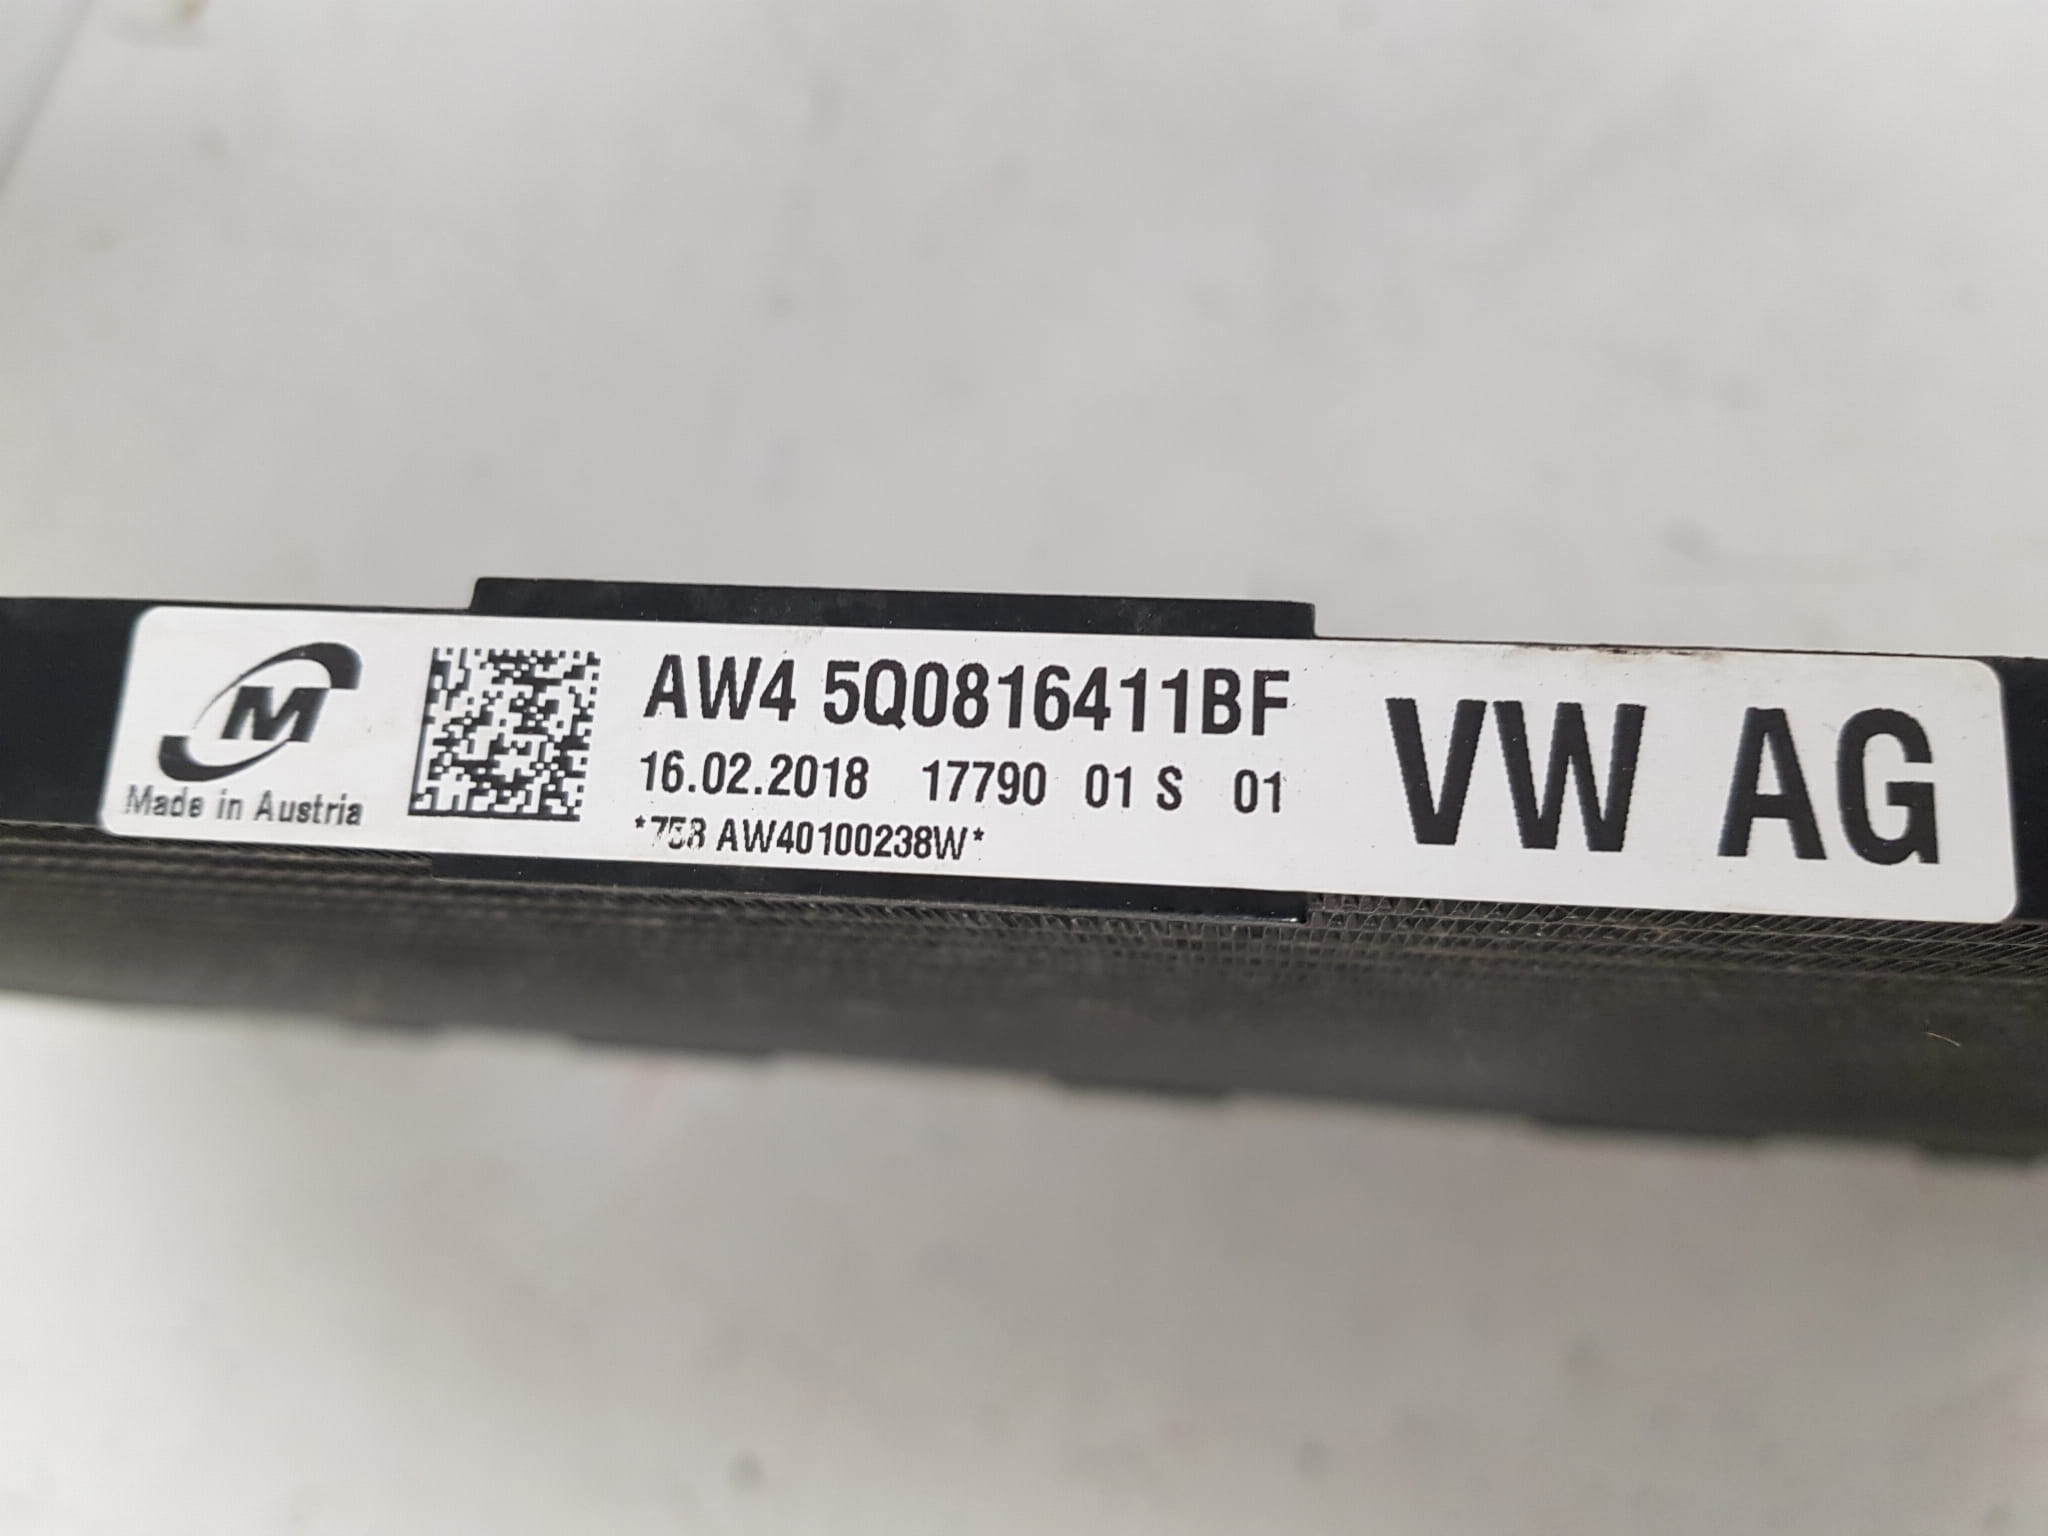 M
Made in Austria
AW4 5Q0816411BF
16.02.2018 17790 01 S 01
*758 AW40100238W*
VW AG